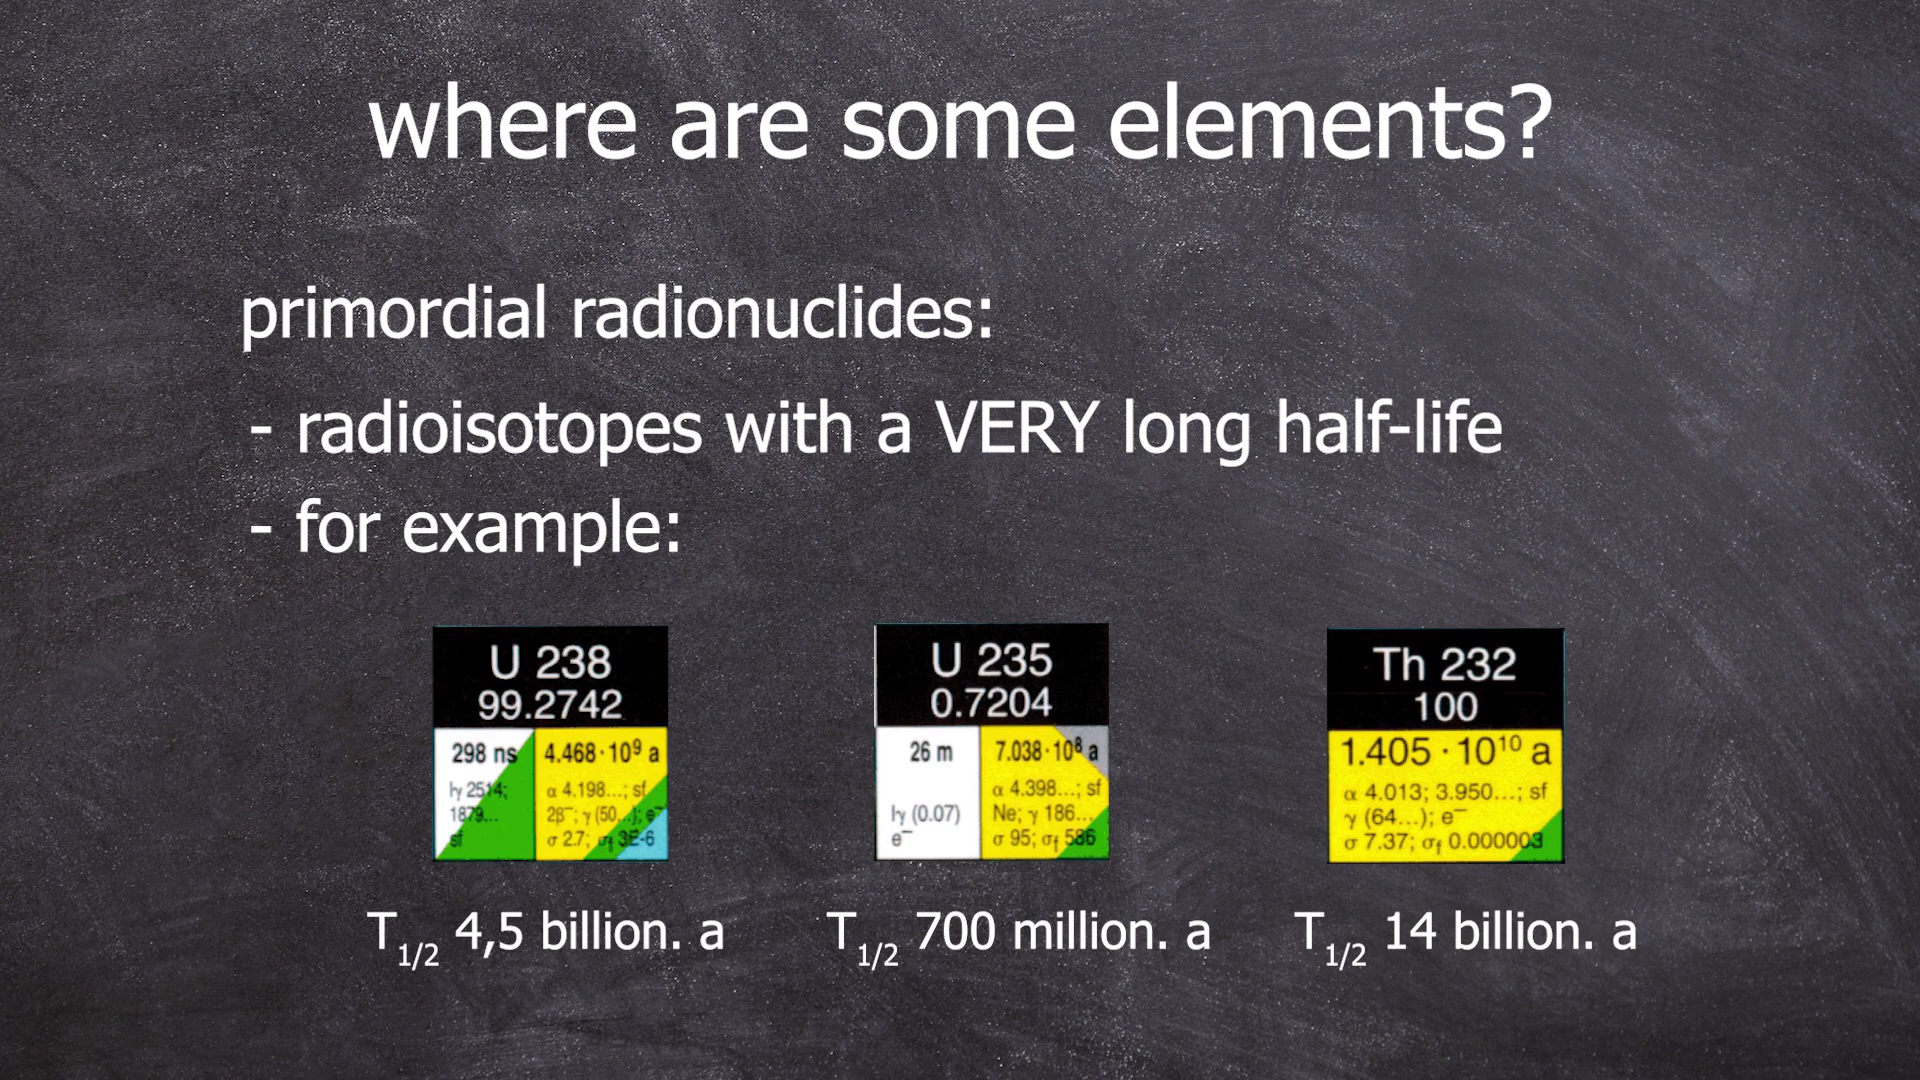 where are some elements?
primordial radionuclides:
- radioisotopes with a VERY long half-life
- for example:
U 238
99.2742
298 ns
Iγ 2514;
1879...
sf
4.468·10⁹ a
α 4.198...; sf
2β⁻; γ (50...); e⁻
σ 2.7; σf 3E-6
U 235
0.7204
26 m
Iγ (0.07)
e⁻
7.038·10⁸ a
α 4.398...; sf
Ne; γ 186...
σ 95; σf 586
Th 232
100
1.405 · 10¹⁰ a
α 4.013; 3.950...; sf
γ (64...); e⁻
σ 7.37; σf 0.000003
T1/2 4,5 billion. a
T1/2 700 million. a
T1/2 14 billion. a